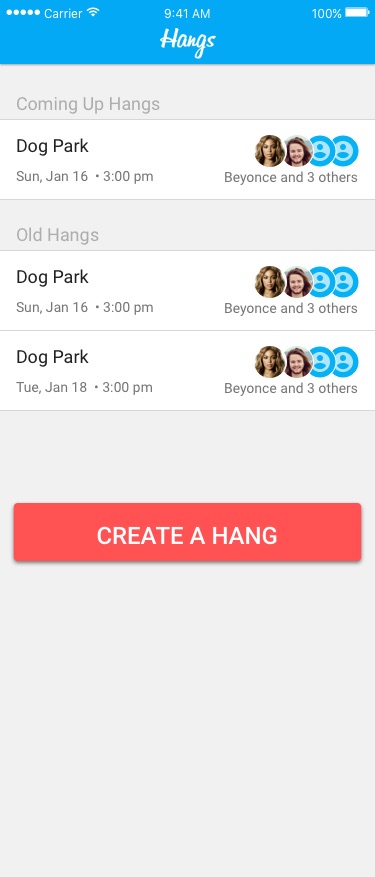 Carrier 9:41 AM 100%
Hangs
Coming Up Hangs
Dog Park
Sun, Jan 16 • 3:00 pm Beyonce and 3 others
Old Hangs
Dog Park
Sun, Jan 16 • 3:00 pm Beyonce and 3 others
Dog Park
Tue, Jan 18 • 3:00 pm Beyonce and 3 others
CREATE A HANG